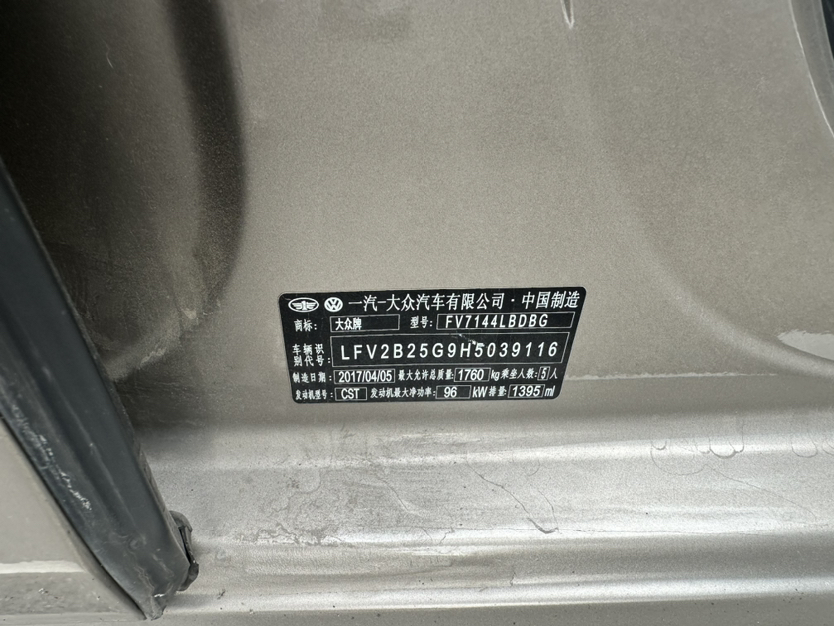 一汽-大众汽车有限公司·中国制造
商标: 大众牌 型号: FV7144LBDBG
车辆识别代号: LFV2B25G9H5039116
制造日期: 2017/04/05 最大允许总质量: 1760 kg 乘坐人数: 5 人
发动机型号: CST 发动机最大净功率: 96 kW 排量: 1395 ml